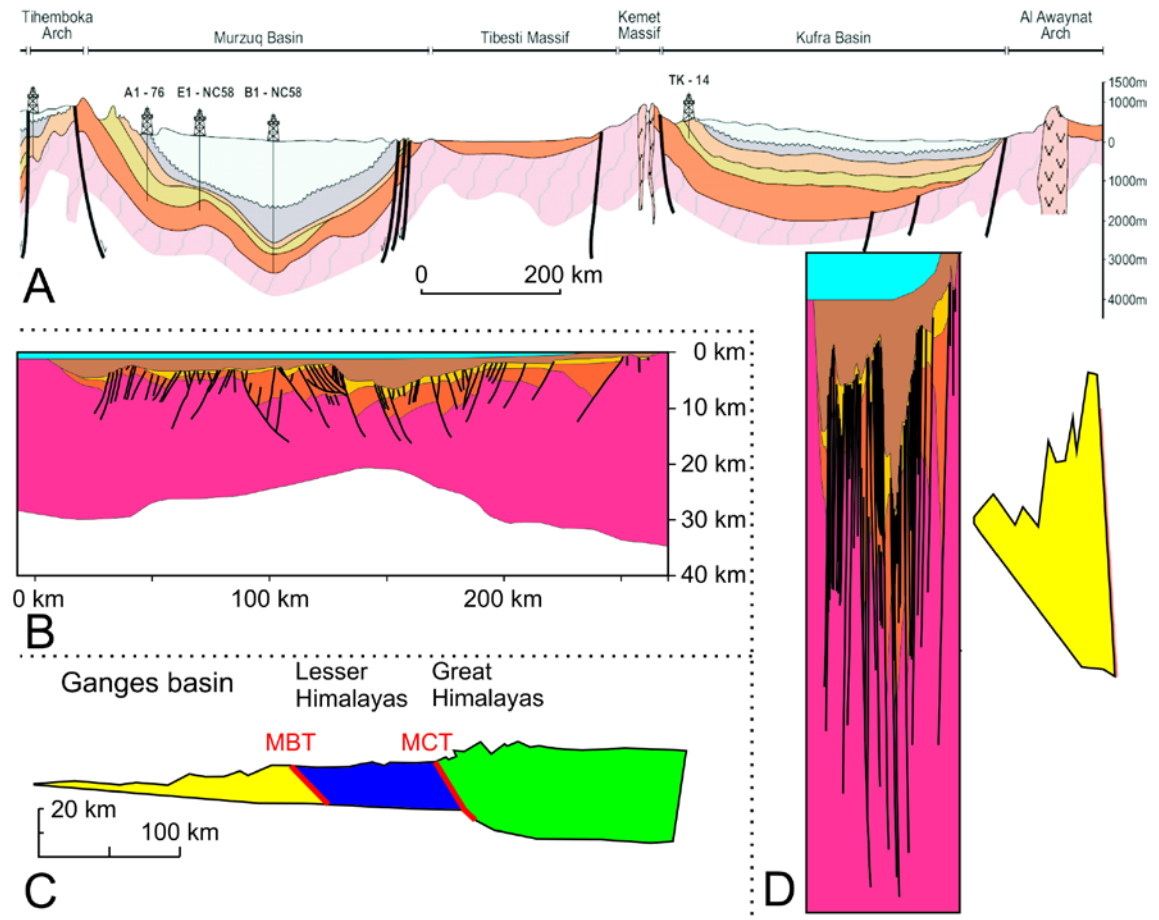 Tihemboka
Arch
Murzuq Basin
Tibesti Massif
Kemet
Massif
Kufra Basin
Al Awaynat
Arch
A1 - 76
E1 - NC58
B1 - NC58
TK - 14
1500m
1000m
0
1000m
2000m
3000m
4000m
0
200 km
A
0 km
10 km
20 km
30 km
40 km
0 km
100 km
200 km
B
Ganges basin
Lesser
Himalayas
Great
Himalayas
MBT
MCT
20 km
100 km
C
D